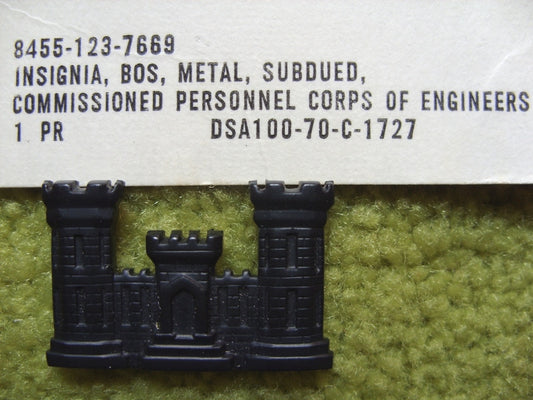 8455-123-7669
INSIGNIA, BOS, METAL, SUBDUED,
COMMISSIONED PERSONNEL CORPS OF ENGINEERS
1 PR DSA100-70-C-1727